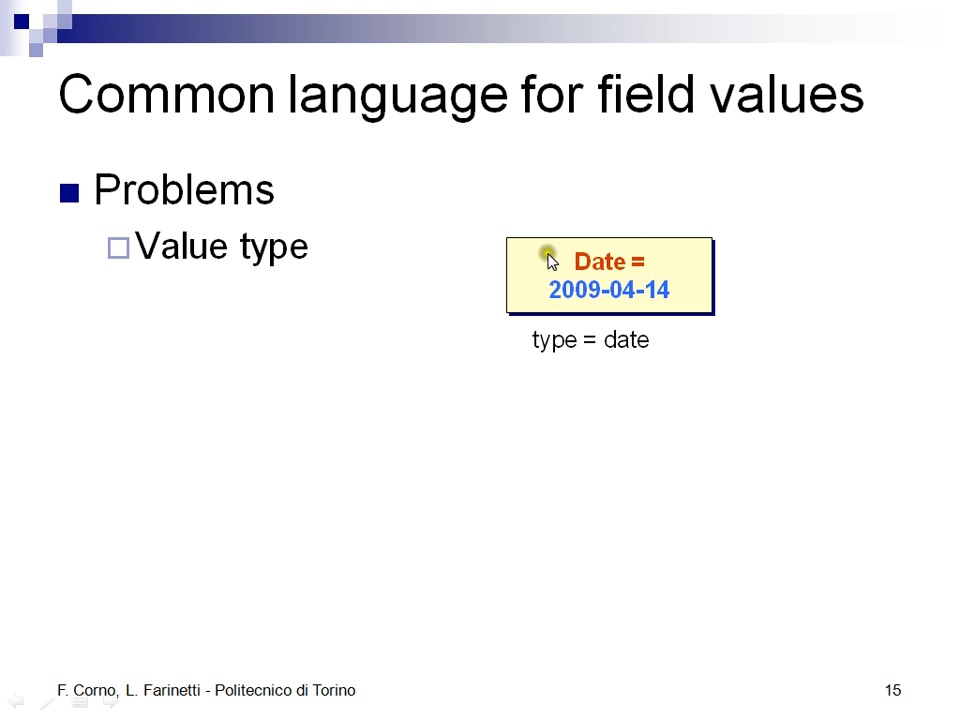 Common language for field values
Problems
Value type
Date =
2009-04-14
type = date
F. Corno, L. Farinetti - Politecnico di Torino
15